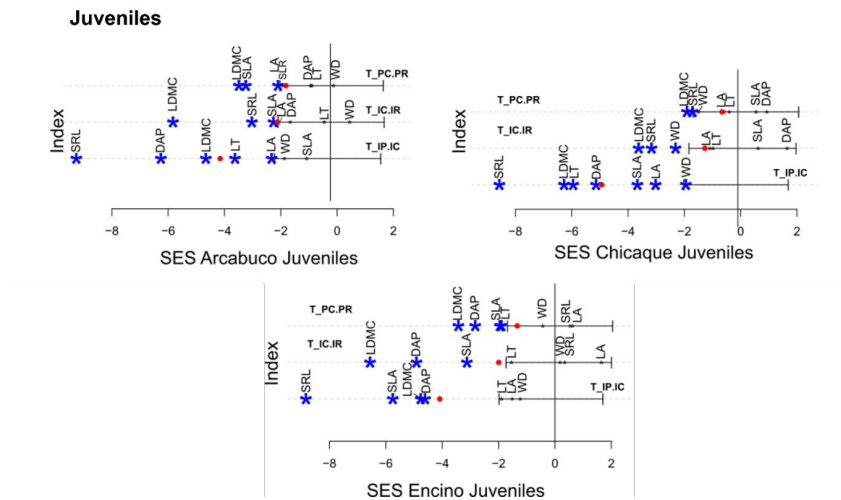 Juveniles
Index
LDMC SLA LA SLR DAP LT WD T_PC.PR
LDMC SRL SLA LA DAP LT WD T_IC.IR
SRL DAP LDMC LT LA WD SLA T_IP.IC
−8 −6 −4 −2 0 2
SES Arcabuco Juveniles
Index
T_PC.PR LDMC SRL WD LA LT SLA DAP
T_IC.IR LDMC SRL WD LA LT SLA DAP
SRL LDMC LT DAP SLA LA WD T_IP.IC
−8 −6 −4 −2 0 2
SES Chicaque Juveniles
Index
T_PC.PR LDMC DAP SLA LT WD SRL LA
T_IC.IR LDMC DAP SLA LT WD SRL LA
SRL SLA LDMC DAP LT LA WD T_IP.IC
−8 −6 −4 −2 0 2
SES Encino Juveniles